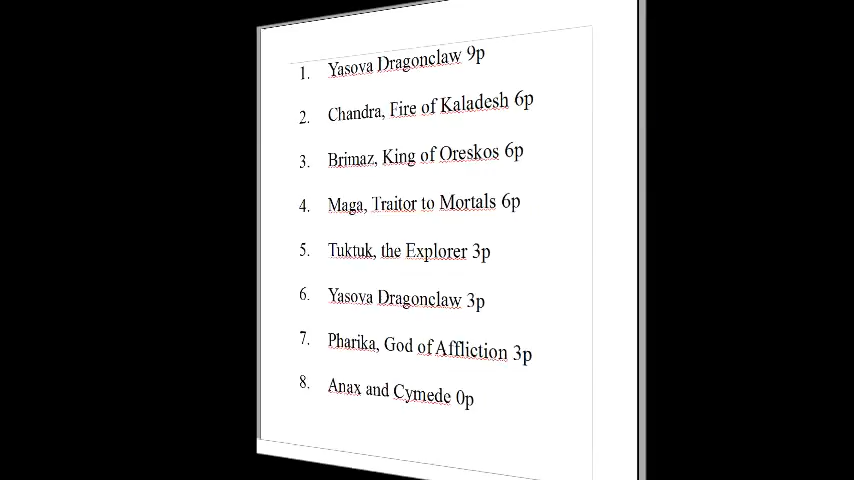 1. Yasova Dragonclaw 9p
2. Chandra, Fire of Kaladesh 6p
3. Brimaz, King of Oreskos 6p
4. Maga, Traitor to Mortals 6p
5. Tuktuk, the Explorer 3p
6. Yasova Dragonclaw 3p
7. Pharika, God of Affliction 3p
8. Anax and Cymede 0p